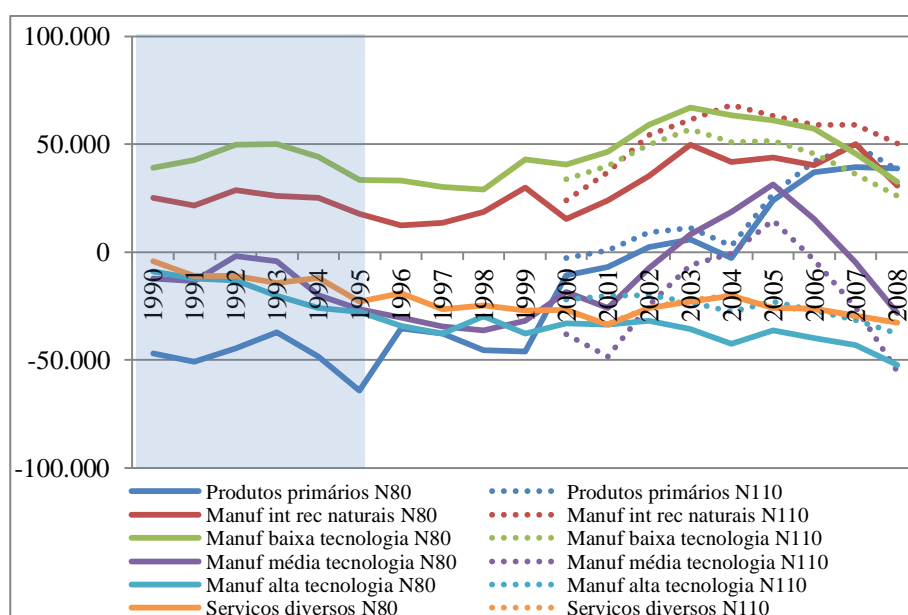 100.000
50.000
0
-50.000
-100.000
1990 1991 1992 1993 1994 1995 1996 1997 1998 1999 2000 2001 2002 2003 2004 2005 2006 2007 2008
Produtos primários N80 Produtos primários N110
Manuf int rec naturais N80 Manuf int rec naturais N110
Manuf baixa tecnologia N80 Manuf baixa tecnologia N110
Manuf média tecnologia N80 Manuf média tecnologia N110
Manuf alta tecnologia N80 Manuf alta tecnologia N110
Serviços diversos N80 Serviços diversos N110